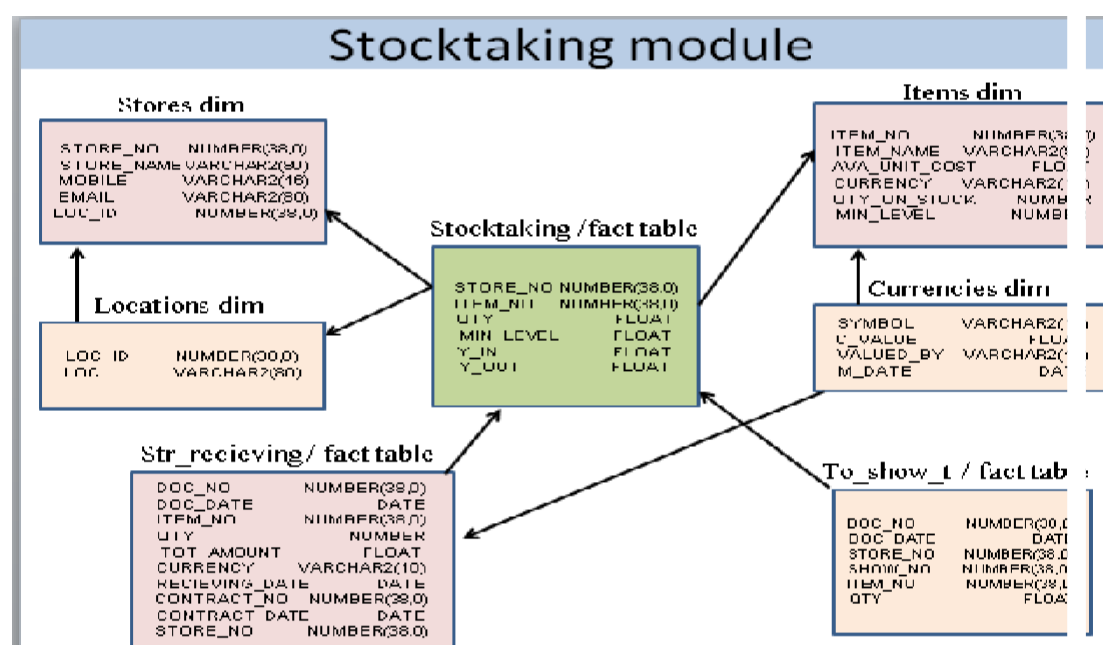 Stocktaking module
Stores dim
STORE_NO NUMBER(38,0)
STORE_NAME VARCHAR2(80)
MOBILE VARCHAR2(16)
EMAIL VARCHAR2(80)
LOC_ID NUMBER(38,0)
Items dim
ITEM_NO
ITEM_NAME
AVA_UNIT_COST
CURRENCY
QTY_ON_STOCK
MIN_LEVEL
Stocktaking /fact table
STORE_NO NUMBER(38,0)
ITEM_NO NUMBER(38,0)
QTY FLOAT
MIN_LEVEL FLOAT
Y_IN FLOAT
Y_OUT FLOAT
Locations dim
LOC_ID
LOC VARCHAR2(80)
Currencies dim
SYMBOL
C_VALUE
VALUED_BY
M_DATE
Str_recieving/ fact table
DOC_NO NUMBER(38,0)
DOC_DATE DATE
ITEM_NO NUMBER(38,0)
QTY NUMBER
TOT_AMOUNT FLOAT
CURRENCY VARCHAR2(10)
RECIEVING_DATE DATE
CONTRACT_NO NUMBER(38,0)
CONTRACT_DATE DATE
STORE_NO NUMBER(38,0)
To_show_t / fact
DOC_NO
DOC_DATE
STORE_NO
SHOW_NO
ITEM_NO
QTY